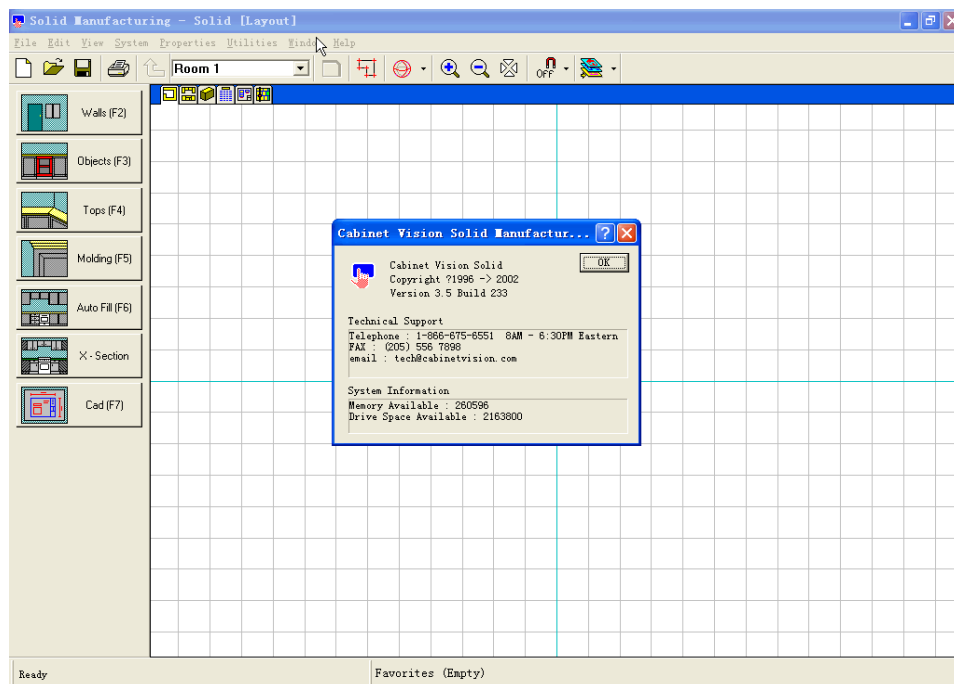 Solid Manufacturing - Solid [Layout]
File Edit View System Properties Utilities Window Help
Room 1
OFF
Walls (F2)
Objects (F3)
Tops (F4)
Molding (F5)
Auto Fill (F6)
X - Section
Cad (F7)
Cabinet Vision Solid Manufactur...
OK
Cabinet Vision Solid
Copyright ?1996 -> 2002
Version 3.5 Build 233
Technical Support
Telephone : 1-866-675-6551 8AM - 6:30PM Eastern
FAX : (205) 556 7898
email : tech@cabinetvision.com
System Information
Memory Available : 260596
Drive Space Available : 2163800
Ready
Favorites (Empty)